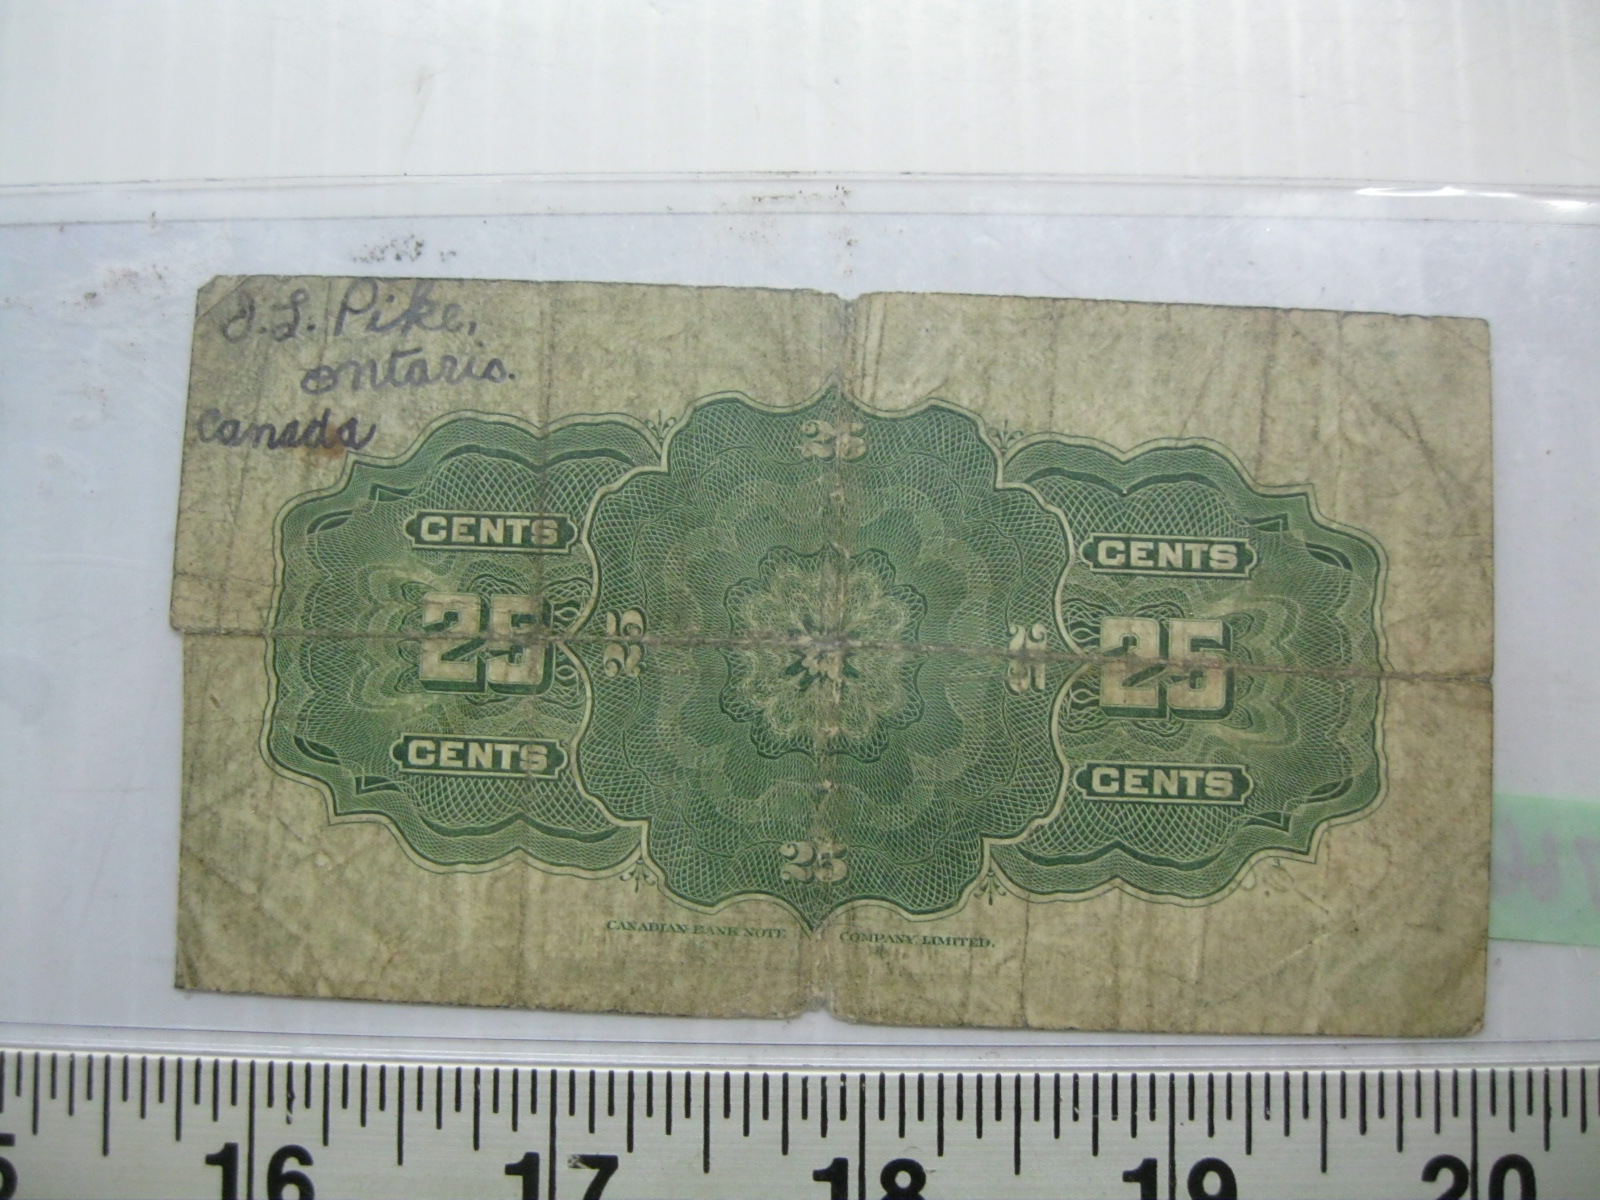 J. L. Pike,
Ontario.
Canada
25
CENTS
CENTS
25
25
25
25
CENTS
CENTS
25
CANADIAN BANK NOTE COMPANY, LIMITED.
16 17 18 19 20